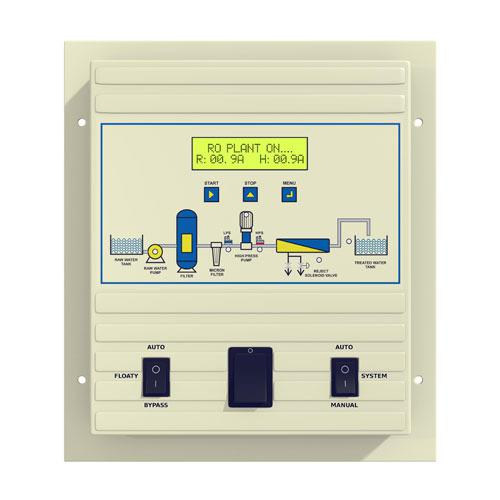 RO PLANT ON....
R:00.9A H:00.9A
START STOP MENU
LPS HPS
RAW WATER
TANK
RAW WATER
PUMP
FILTER
MICRON
FILTER
HIGH PRESS
PUMP
REJECT
SOLENOID VALVE
TREATED WATER
TANK
AUTO
FLOATY
BYPASS
AUTO
SYSTEM
MANUAL